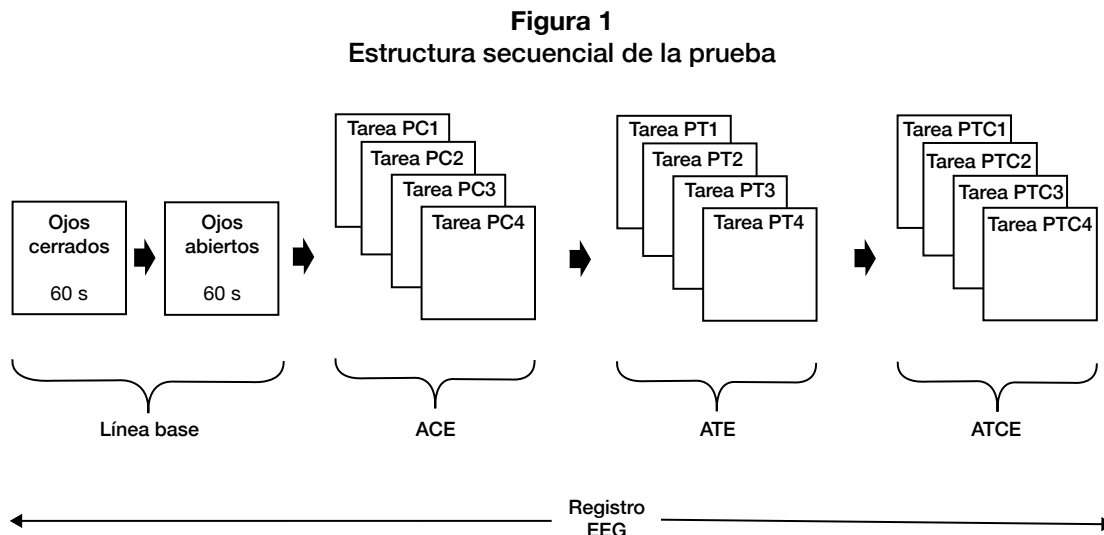 Figura 1
Estructura secuencial de la prueba
Ojos
cerrados
60 s
Ojos
abiertos
60 s
Tarea PC1
Tarea PC2
Tarea PC3
Tarea PC4
Tarea PT1
Tarea PT2
Tarea PT3
Tarea PT4
Tarea PTC1
Tarea PTC2
Tarea PTC3
Tarea PTC4
Línea base
ACE
ATE
ATCE
Registro
EEG